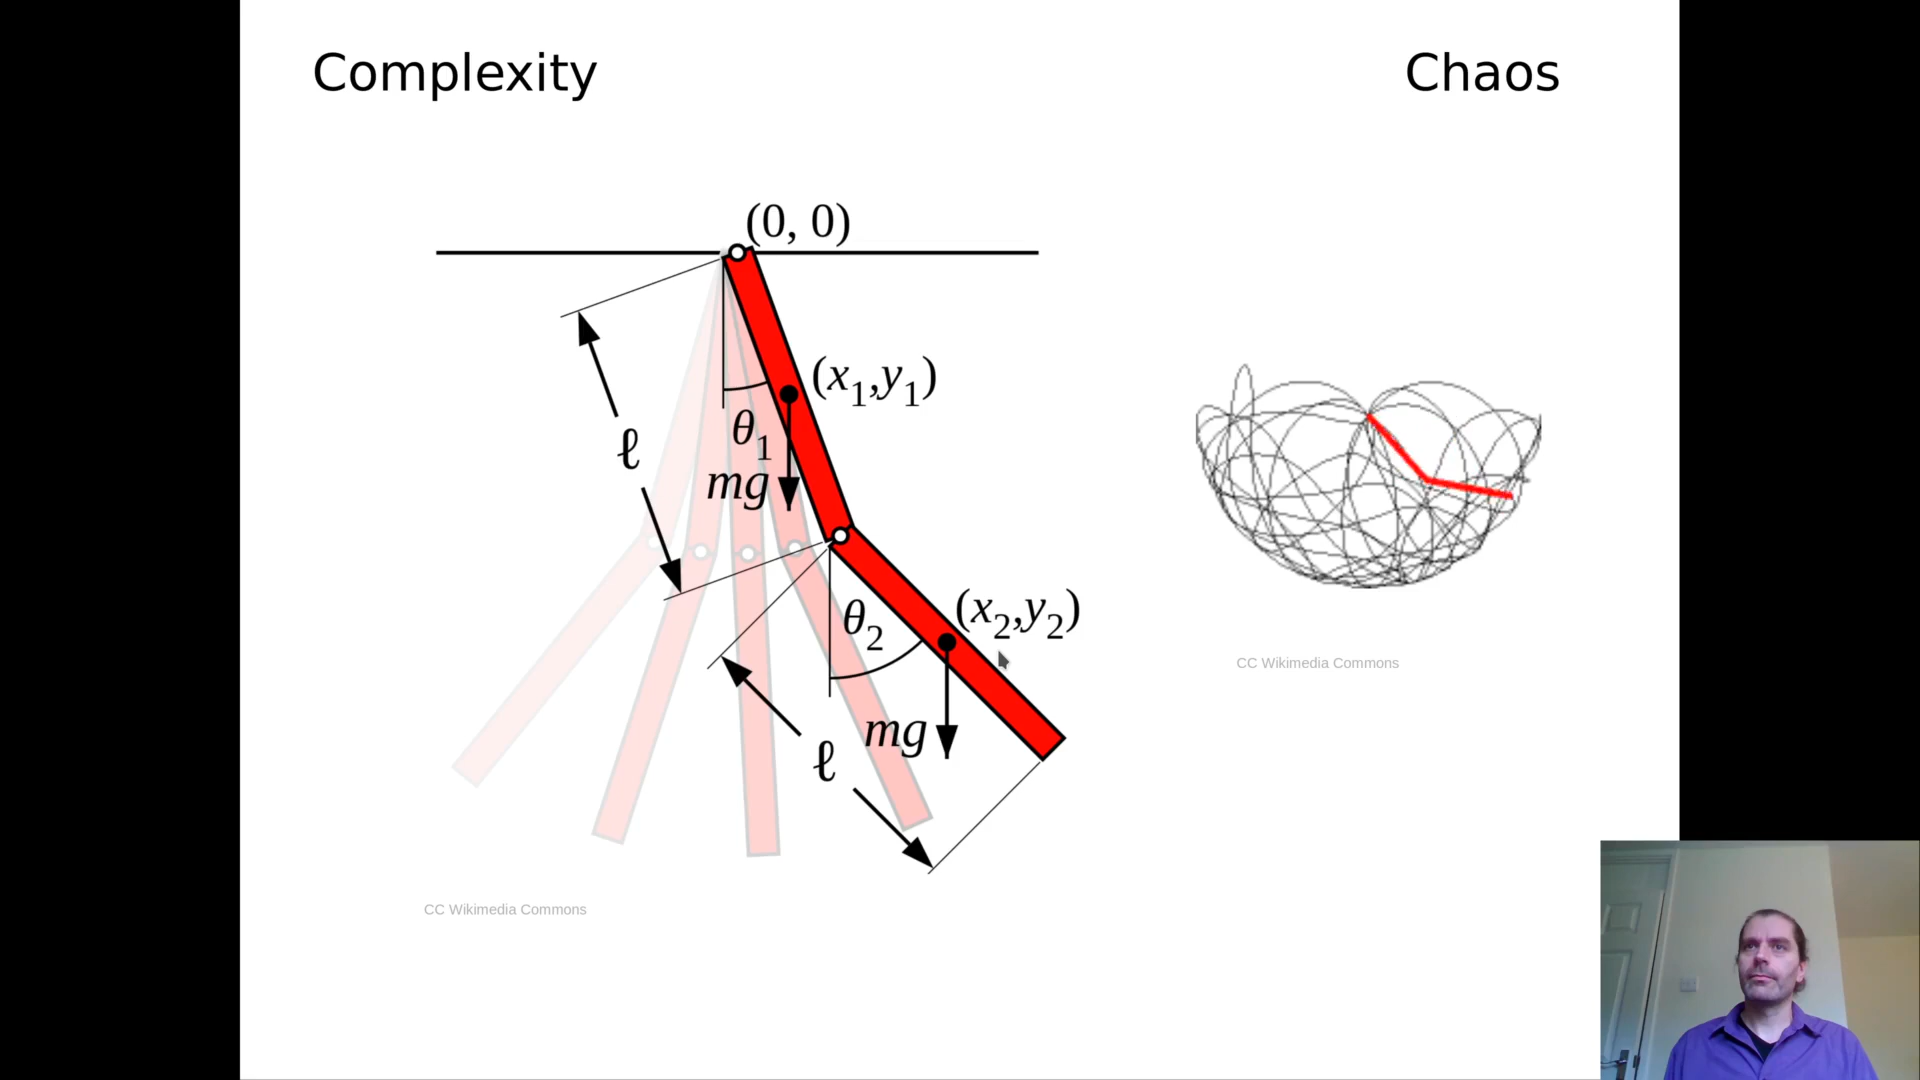 Complexity
Chaos
(0, 0)
(x₁,y₁)
θ₁
ℓ
mg
(x₂,y₂)
θ₂
mg
ℓ
CC Wikimedia Commons
CC Wikimedia Commons